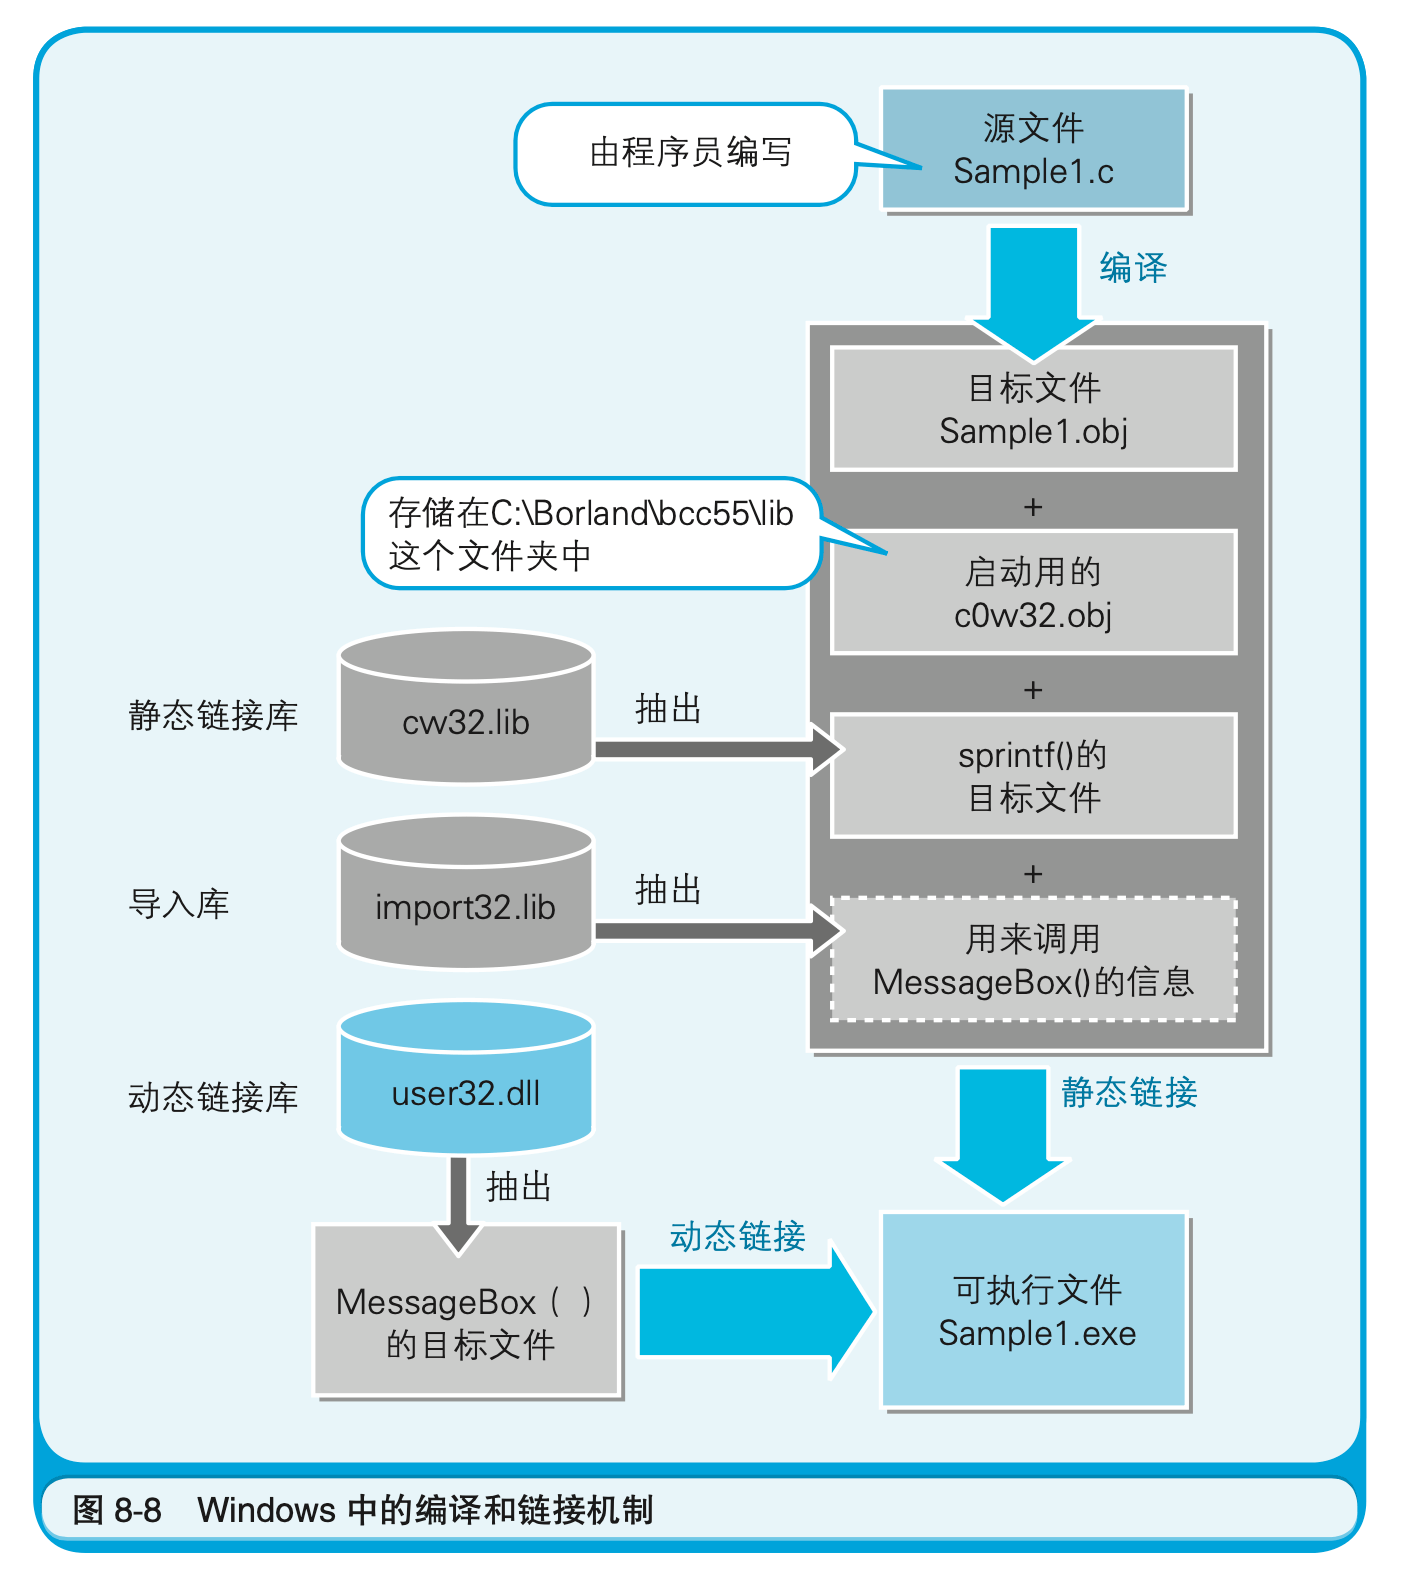 由程序员编写
源文件
Sample1.c
编译
目标文件
Sample1.obj
+
存储在C:\Borland\bcc55\lib
这个文件夹中
启动用的
c0w32.obj
+
静态链接库
cw32.lib
抽出
sprintf()的
目标文件
+
导入库
import32.lib
抽出
用来调用
MessageBox()的信息
动态链接库
user32.dll
静态链接
抽出
MessageBox（ ）
的目标文件
动态链接
可执行文件
Sample1.exe
图 8-8 Windows 中的编译和链接机制